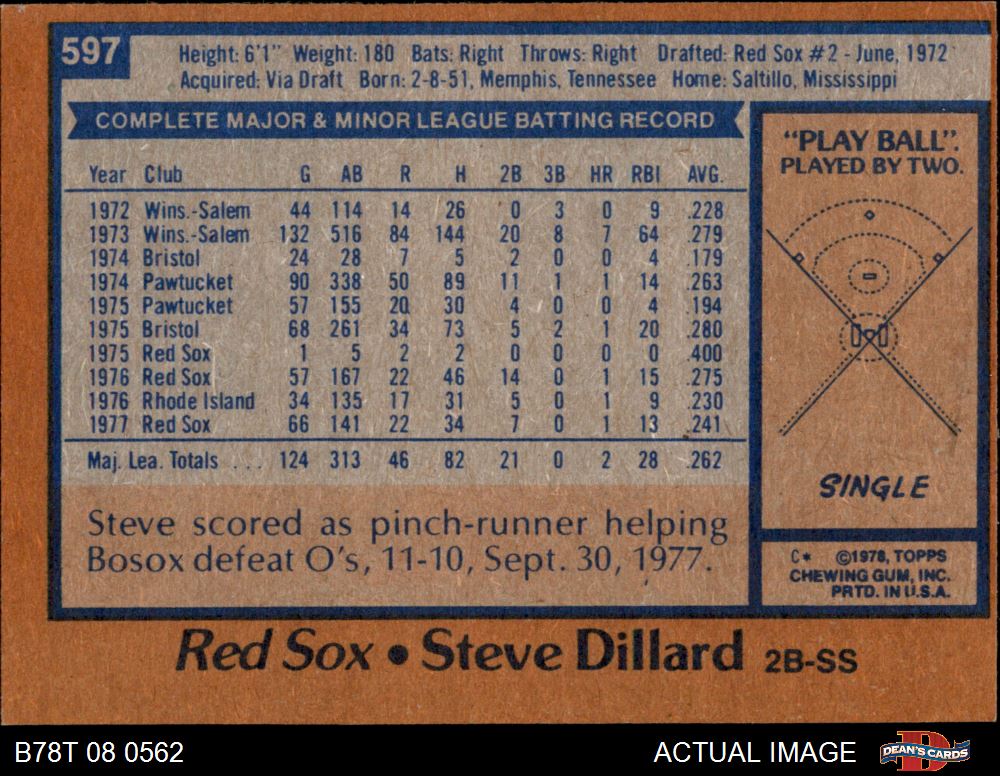 597
Height: 6'1" Weight: 180 Bats: Right Throws: Right Drafted: Red Sox #2 - June, 1972
Acquired: Via Draft Born: 2-8-51, Memphis, Tennessee Home: Saltillo, Mississippi
COMPLETE MAJOR & MINOR LEAGUE BATTING RECORD
Year Club G AB R H 2B 3B HR RBI AVG.
1972 Wins.-Salem 44 114 14 26 0 3 0 9 .228
1973 Wins.-Salem 132 516 84 144 20 8 7 64 .279
1974 Bristol 24 28 7 5 2 0 0 4 .179
1974 Pawtucket 90 338 50 89 11 1 1 14 .263
1975 Pawtucket 57 155 20 30 4 0 0 4 .194
1975 Bristol 68 261 34 73 5 2 1 20 .280
1975 Red Sox 1 5 2 2 0 0 0 0 .400
1976 Red Sox 57 167 22 46 14 0 1 15 .275
1976 Rhode Island 34 135 17 31 5 0 1 9 .230
1977 Red Sox 66 141 22 34 7 0 1 13 .241
Maj. Lea. Totals ... 124 313 46 82 21 0 2 28 .262
Steve scored as pinch-runner helping
Bosox defeat O's, 11-10, Sept. 30, 1977.
"PLAY BALL".
PLAYED BY TWO.
SINGLE
C* ©1978, TOPPS
CHEWING GUM, INC.
PRTD. IN U.S.A.
Red Sox • Steve Dillard 2B-SS
B78T 08 0562
ACTUAL IMAGE
DEAN'S CARDS